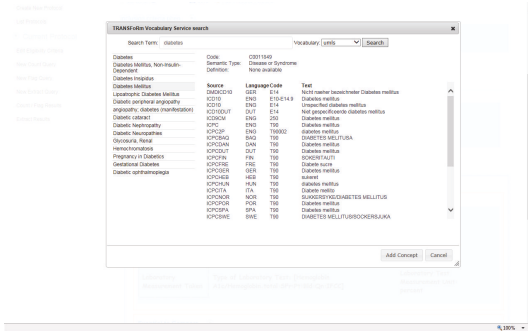 TRANSFoRm Vocabulary Service search
Search Term: diabetes Vocabulary: umls Search
Diabetes
Diabetes Mellitus, Non-Insulin-
Dependent
Diabetes Insipidus
Diabetes Mellitus
Lipoatrophic Diabetes Mellitus
Diabetic peripheral angiopathy
angiopathy; diabetes (manifestation)
Diabetic cataract
Diabetic Nephropathy
Diabetic Neuropathies
Glycosuria, Renal
Hemochromatosis
Pregnancy in Diabetics
Gestational Diabetes
Diabetic ophthalmoplegia
Code: C0011849
Semantic Type: Disease or Syndrome
Definition: None available
Source Language Code Text
DMDICD10 GER E14 Nicht naeher bezeichneter Diabetes mellitus
ICD10 ENG E10-E14.9 Diabetes mellitus
ICD10 ENG E14 Unspecified diabetes mellitus
ICD10DUT DUT E14 Niet gespecificeerde diabetes mellitus
ICD9CM ENG 250 Diabetes mellitus
ICPC ENG T90 Diabetes mellitus
ICPC2P ENG T90002 diabetes mellitus
ICPCBAQ BAQ T90 DIABETES MELLITUBA
ICPCDAN DAN T90 Diabetes mellitus
ICPCDUT DUT T90 Diabetes mellitus
ICPCFIN FIN T90 SOKERITAUTI
ICPCFRE FRE T90 Diabete sucre
ICPCGER GER T90 Diabetes mellitus
ICPCHEB HEB T90 sukeret
ICPCHUN HUN T90 diabetes mellitus
ICPCITA ITA T90 Diabete melito
ICPCNOR NOR T90 SUKKERSYKE/DIABETES MELLITUS
ICPCPOR POR T90 Diabetes mellitus
ICPCSPA SPA T90 Diabetes mellitus
ICPCSWE SWE T90 DIABETES MELLITUS/SOCKERSJUKA
Add Concept Cancel
100%